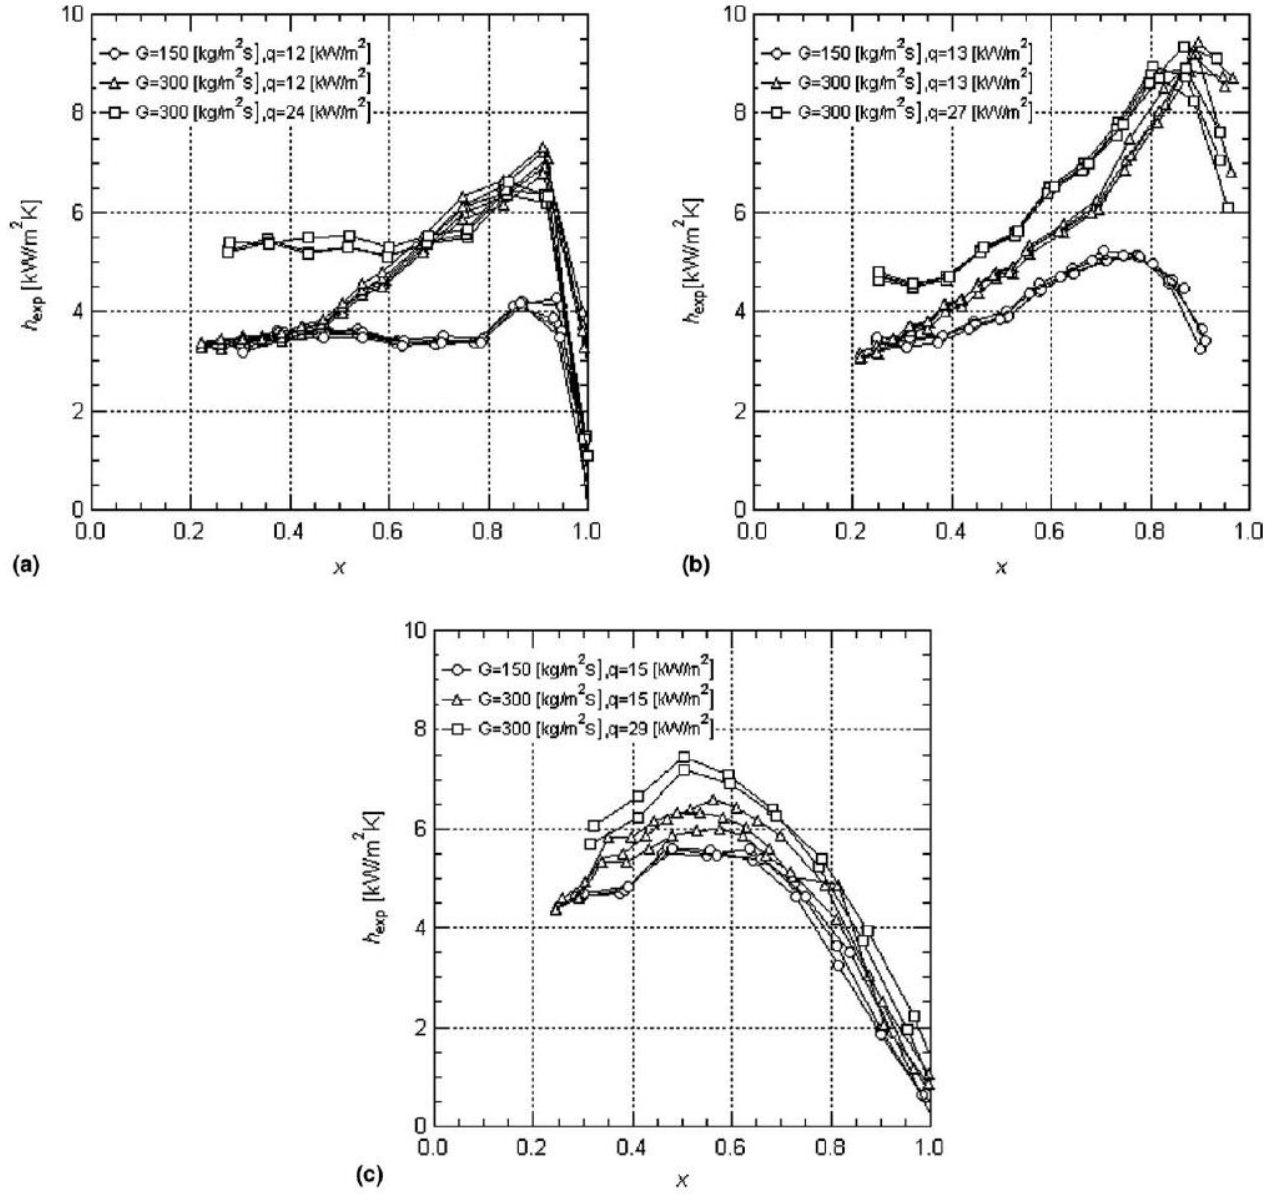 10
G=150 [kg/m²s],q=12 [kW/m²]
G=300 [kg/m²s],q=12 [kW/m²]
G=300 [kg/m²s],q=24 [kW/m²]
8
6
4
2
0
hexp[kW/m²K]
0.0 0.2 0.4 0.6 0.8 1.0
x
(a)
10
G=150 [kg/m²s],q=13 [kW/m²]
G=300 [kg/m²s],q=13 [kW/m²]
G=300 [kg/m²s],q=27 [kW/m²]
8
6
4
2
0
hexp[kW/m²K]
0.0 0.2 0.4 0.6 0.8 1.0
x
(b)
10
G=150 [kg/m²s],q=15 [kW/m²]
G=300 [kg/m²s],q=15 [kW/m²]
G=300 [kg/m²s],q=29 [kW/m²]
8
6
4
2
0
hexp [kW/m²K]
0.0 0.2 0.4 0.6 0.8 1.0
x
(c)